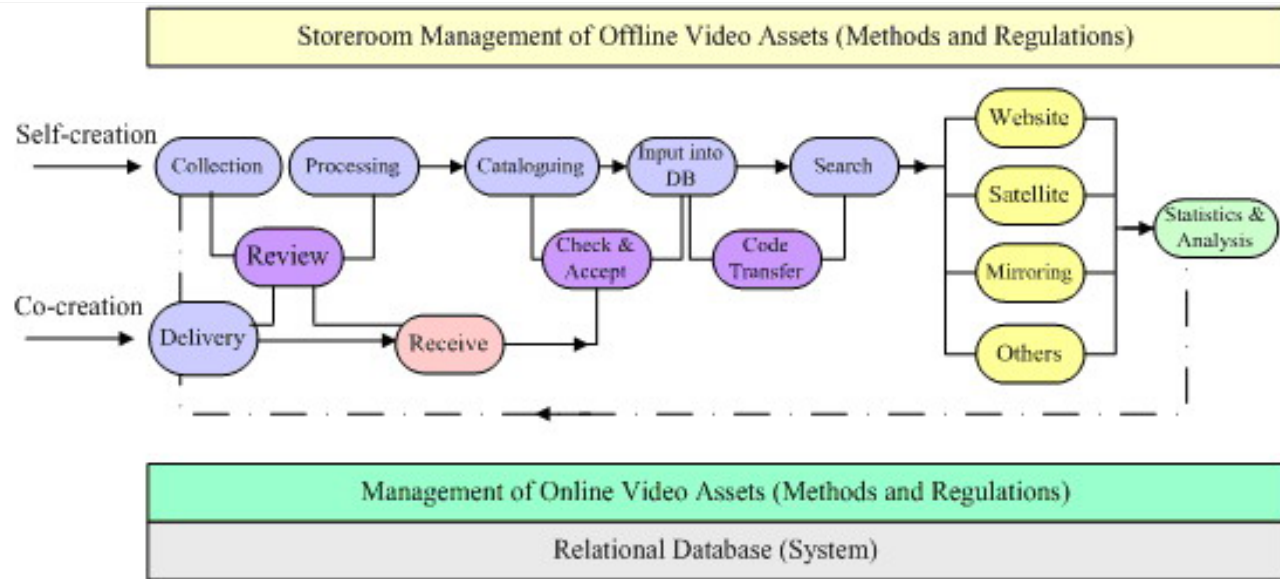 Storeroom Management of Offline Video Assets (Methods and Regulations)
Self-creation
Collection
Processing
Cataloguing
Input into
DB
Search
Website
Satellite
Mirroring
Others
Statistics &
Analysis
Review
Check &
Accept
Code
Transfer
Co-creation
Delivery
Receive
Management of Online Video Assets (Methods and Regulations)
Relational Database (System)